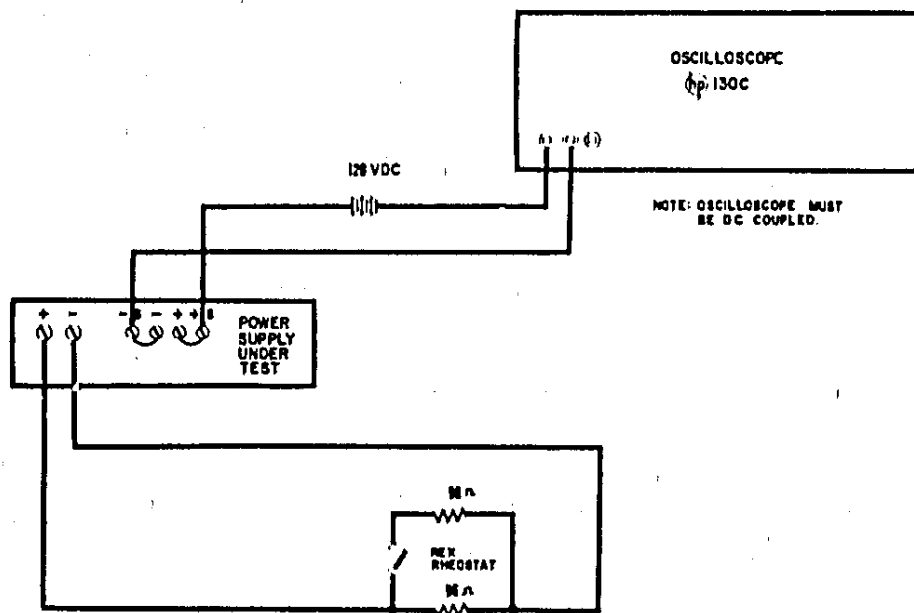 OSCILLOSCOPE
(hp) 130C
NOTE: OSCILLOSCOPE MUST
BE DC COUPLED.
+ -
-S - + +S
POWER
SUPPLY
UNDER
TEST
REX
RHEOSTAT